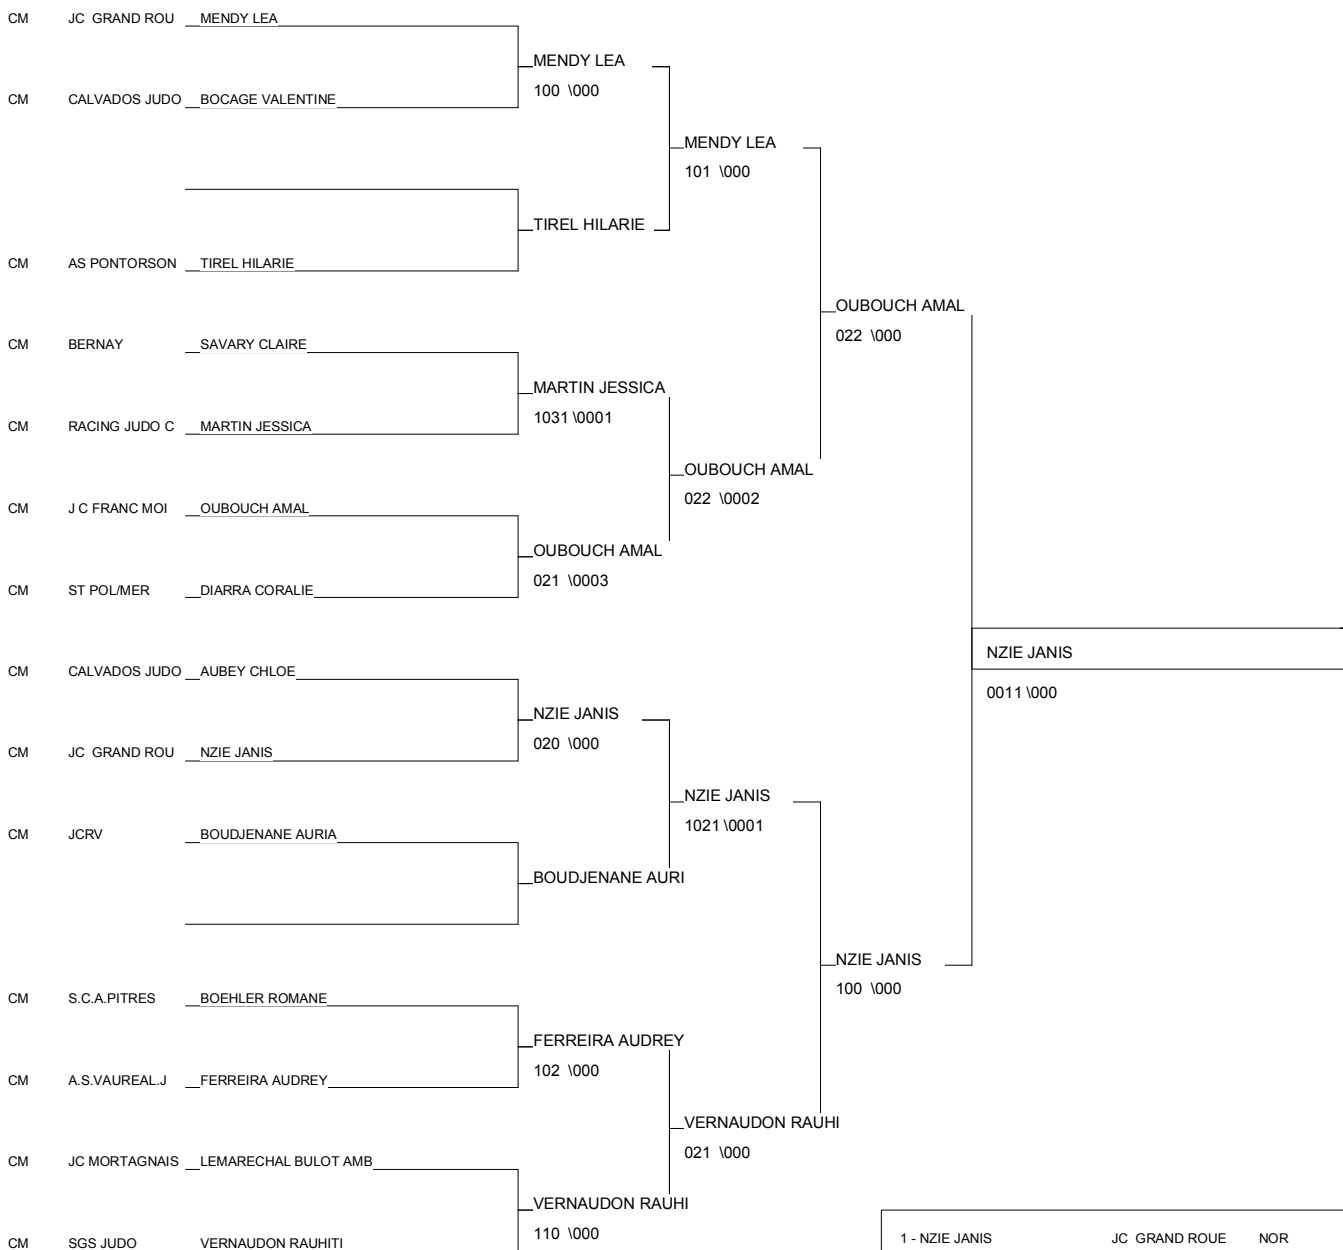 CM JC GRAND ROU MENDY LEA
MENDY LEA
100 \000
CM CALVADOS JUDO BOCAGE VALENTINE
MENDY LEA
101 \000
TIREL HILARIE
CM AS PONTORSON TIREL HILARIE
OUBOUCH AMAL
022 \000
CM BERNAY SAVARY CLAIRE
MARTIN JESSICA
1031 \0001
CM RACING JUDO C MARTIN JESSICA
OUBOUCH AMAL
022 \0002
CM J C FRANC MOI OUBOUCH AMAL
OUBOUCH AMAL
021 \0003
CM ST POL/MER DIARRA CORALIE
NZIE JANIS
0011 \000
CM CALVADOS JUDO AUBEY CHLOE
NZIE JANIS
020 \000
CM JC GRAND ROU NZIE JANIS
NZIE JANIS
1021 \0001
CM JCRV BOUDJENANE AURIA
BOUDJENANE AURI
NZIE JANIS
100 \000
CM S.C.A.PITRES BOEHLER ROMANE
FERREIRA AUDREY
102 \000
CM A.S.VAUREAL.J FERREIRA AUDREY
VERNAUDON RAUHI
021 \000
CM JC MORTAGNAIS LEMARECHAL BULOT AMB
VERNAUDON RAUHI
110 \000
CM SGS JUDO VERNAUDON RAUHITI
1 - NZIE JANIS JC GRAND ROUE NOR